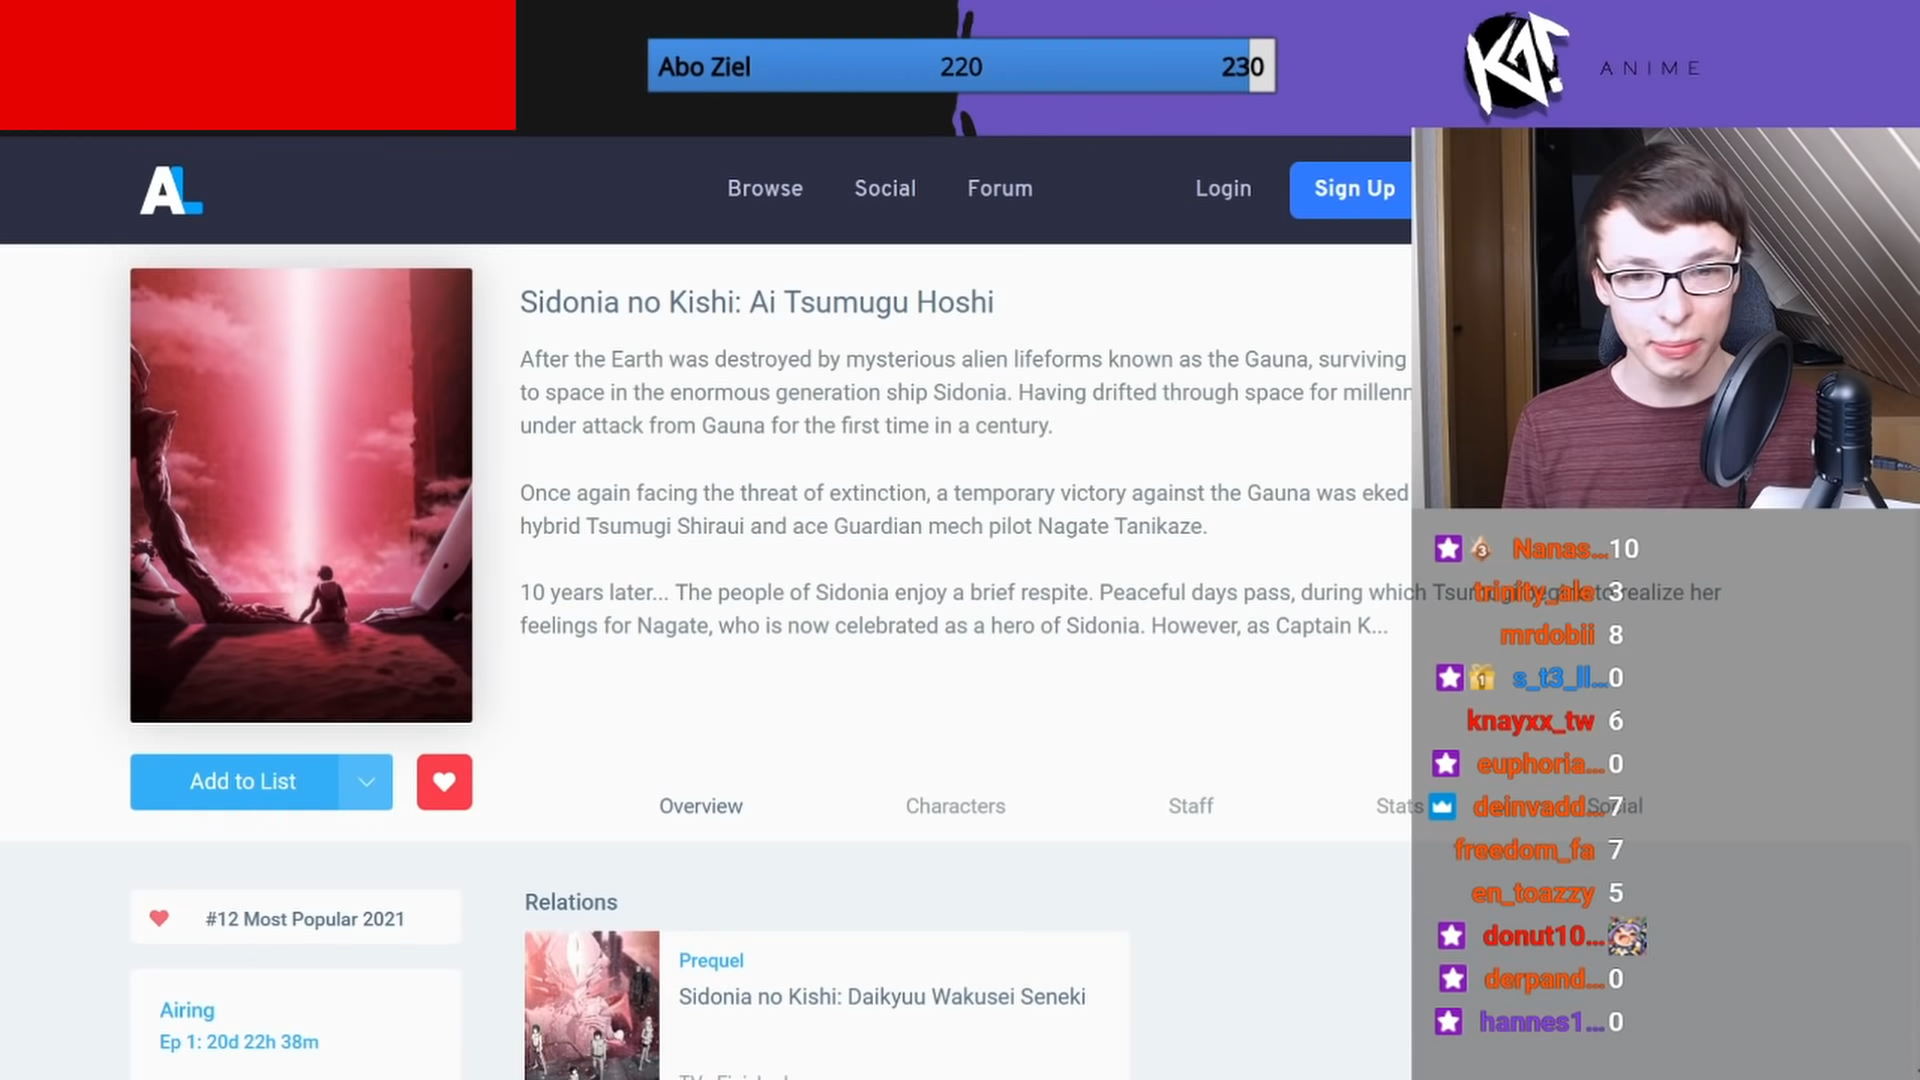 Abo Ziel 220 230
KA!
ANIME
AL
Browse Social Forum Login Sign Up
Sidonia no Kishi: Ai Tsumugu Hoshi
After the Earth was destroyed by mysterious alien lifeforms known as the Gauna, surviving
to space in the enormous generation ship Sidonia. Having drifted through space for millenn
under attack from Gauna for the first time in a century.
Once again facing the threat of extinction, a temporary victory against the Gauna was eked
hybrid Tsumugi Shiraui and ace Guardian mech pilot Nagate Tanikaze.
10 years later... The people of Sidonia enjoy a brief respite. Peaceful days pass, during which to realize her
feelings for Nagate, who is now celebrated as a hero of Sidonia. However, as Captain K...
Add to List
Overview Characters Staff Stats Social
#12 Most Popular 2021
Airing
Ep 1: 20d 22h 38m
Relations
Prequel
Sidonia no Kishi: Daikyuu Wakusei Seneki
3 Nanas... 10
trinity_ale 3
mrdobii 8
1 s_t3_ll... 0
knayxx_tw 6
euphoria... 0
deinvadd... 7
freedom_fa 7
en_toazzy 5
donut10...
derpand... 0
hannes1... 0